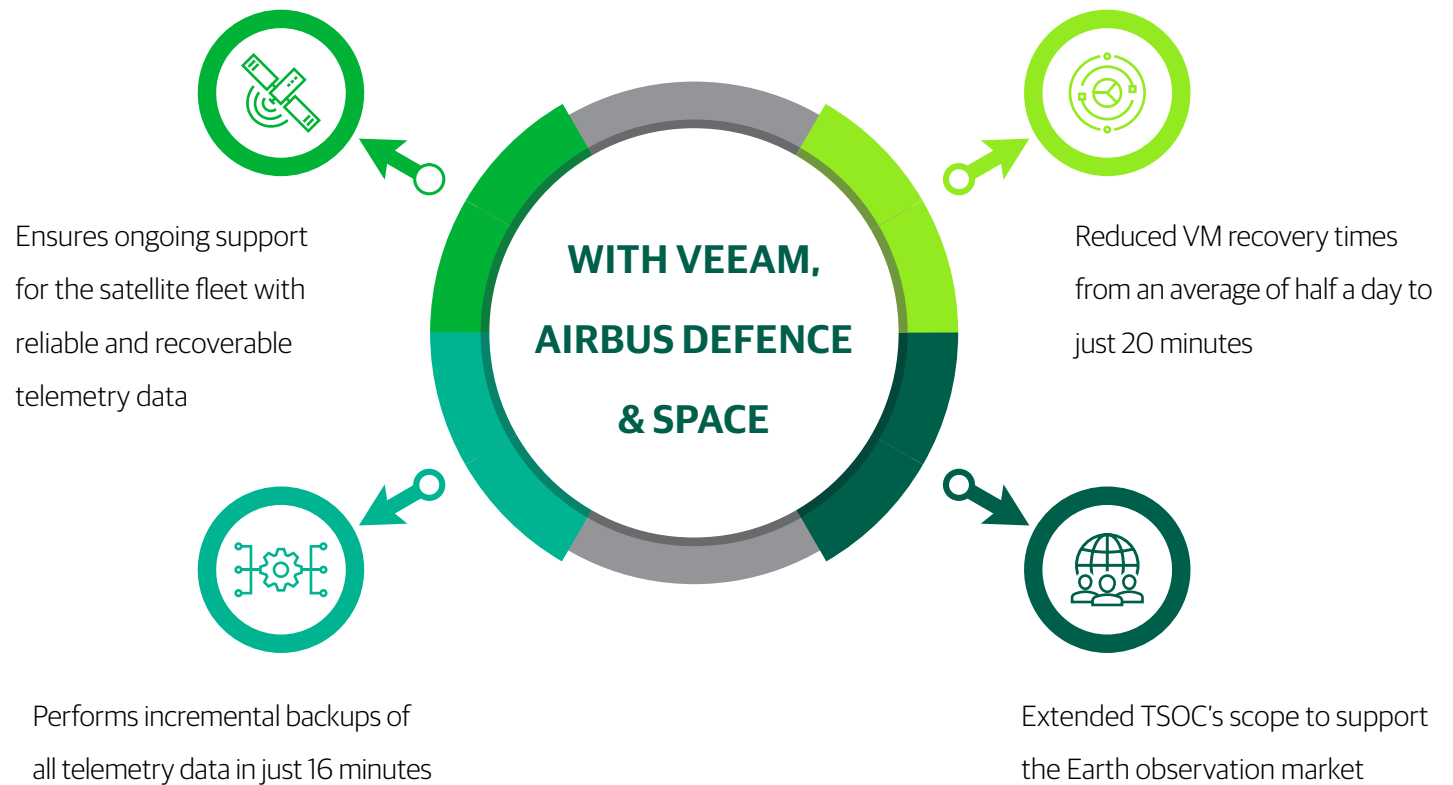 WITH VEEAM,
AIRBUS DEFENCE
& SPACE
Ensures ongoing support
for the satellite fleet with
reliable and recoverable
telemetry data
Reduced VM recovery times
from an average of half a day to
just 20 minutes
Performs incremental backups of
all telemetry data in just 16 minutes
Extended TSOC’s scope to support
the Earth observation market